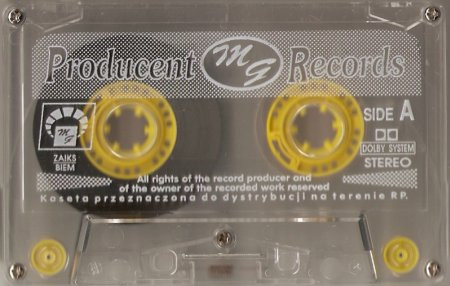 Producent MG Records
MG
SIDE A
ZAIKS
BIEM
DOLBY SYSTEM
STEREO
All rights of the record producer and
of the owner of the recorded work reserved
Kaseta przeznaczona do dystrybucji na terenie RP.